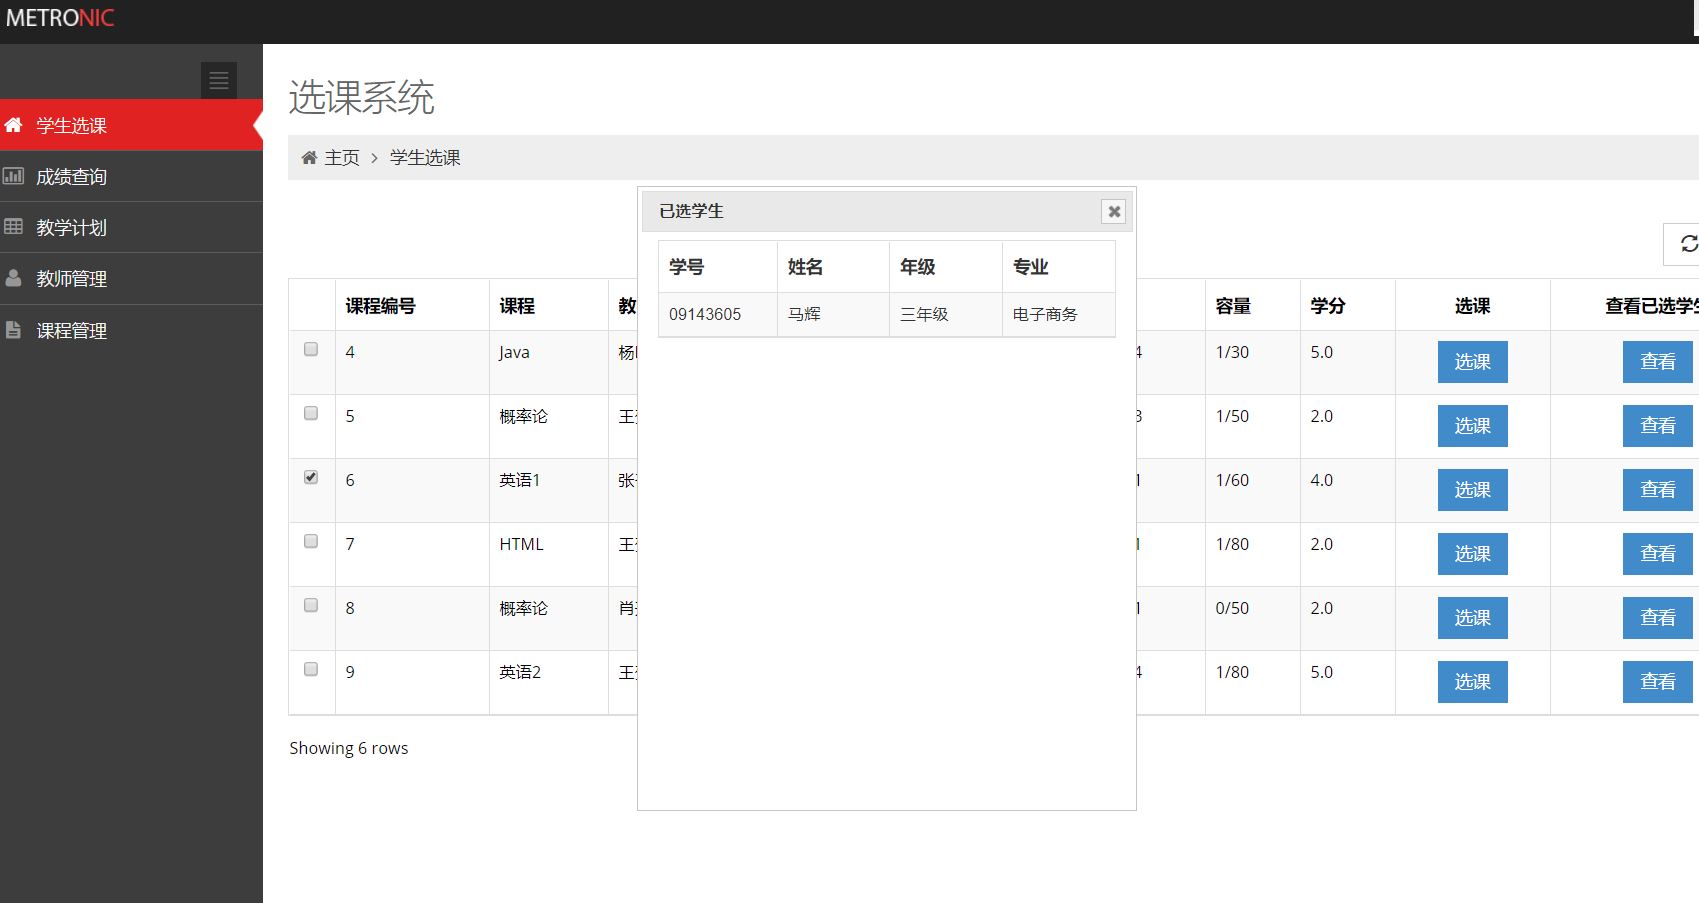 METRONIC
学生选课
成绩查询
教学计划
教师管理
课程管理
选课系统
主页 > 学生选课
已选学生
学号 姓名 年级 专业
09143605 马辉 三年级 电子商务
课程编号 课程 教 容量 学分 选课 查看已选学生
4 Java 杨 4 1/30 5.0 选课 查看
5 概率论 王 3 1/50 2.0 选课 查看
6 英语1 张 1 1/60 4.0 选课 查看
7 HTML 王 1 1/80 2.0 选课 查看
8 概率论 肖 1 0/50 2.0 选课 查看
9 英语2 王 4 1/80 5.0 选课 查看
Showing 6 rows